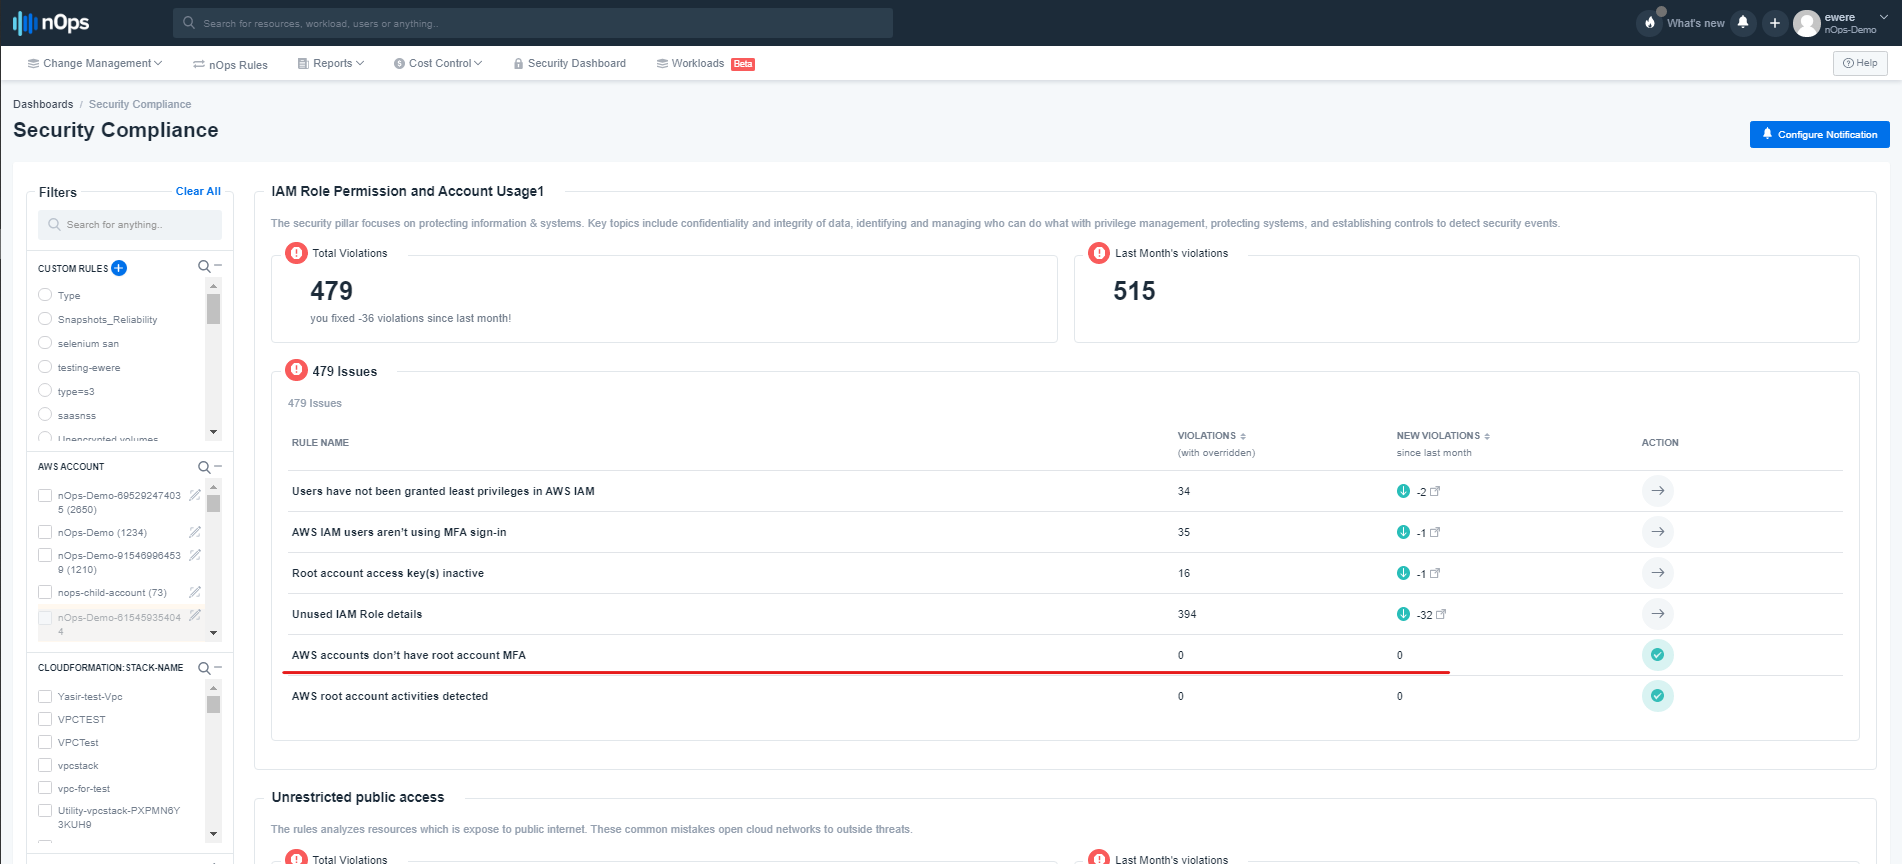 nOps
Search for resources, workload, users or anything..
What's new
ewere
nOps-Demo
Change Management
nOps Rules
Reports
Cost Control
Security Dashboard
Workloads Beta
Help
Dashboards / Security Compliance
Security Compliance
Configure Notification
Filters
Clear All
Search for anything..
CUSTOM RULES
Type
Snapshots_Reliability
selenium san
testing-ewere
type=s3
saasnss
Unencrypted volumes
AWS ACCOUNT
nOps-Demo-69529247403
5 (2650)
nOps-Demo (1234)
nOps-Demo-91546996453
9 (1210)
nops-child-account (73)
nOps-Demo-61545935404
4
CLOUDFORMATION:STACK-NAME
Yasir-test-Vpc
VPCTEST
VPCTest
vpcstack
vpc-for-test
Utility-vpcstack-PXPMN6Y
3KUH9
IAM Role Permission and Account Usage1
The security pillar focuses on protecting information & systems. Key topics include confidentiality and integrity of data, identifying and managing who can do what with privilege management, protecting systems, and establishing controls to detect security events.
Total Violations
479
you fixed -36 violations since last month!
Last Month's violations
515
479 Issues
479 Issues
RULE NAME
VIOLATIONS
(with overridden)
NEW VIOLATIONS
since last month
ACTION
Users have not been granted least privileges in AWS IAM 34 -2
AWS IAM users aren't using MFA sign-in 35 -1
Root account access key(s) inactive 16 -1
Unused IAM Role details 394 -32
AWS accounts don't have root account MFA 0 0
AWS root account activities detected 0 0
Unrestricted public access
The rules analyzes resources which is expose to public internet. These common mistakes open cloud networks to outside threats.
Total Violations
Last Month's violations